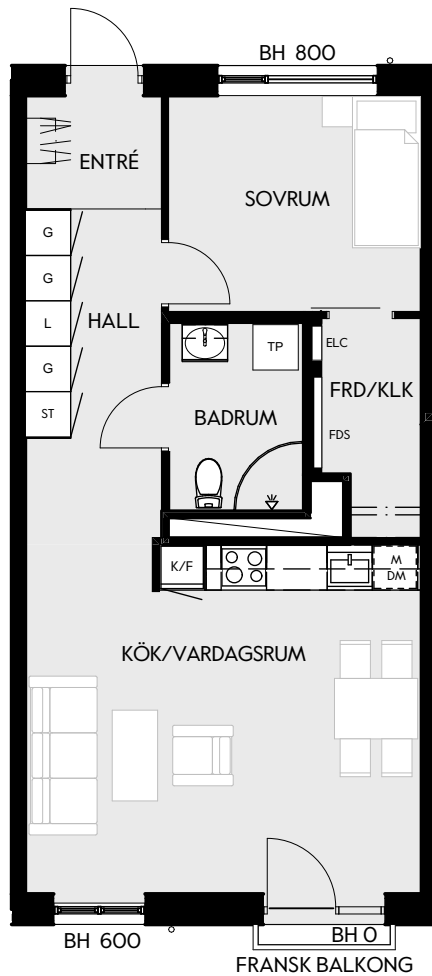 BH 800
ENTRÉ
SOVRUM
G
G
L
G
ST
HALL
ELC
TP
FRD/KLK
BADRUM
FDS
K/F
M
DM
KÖK/VARDAGSRUM
BH 600
BH 0
FRANSK BALKONG